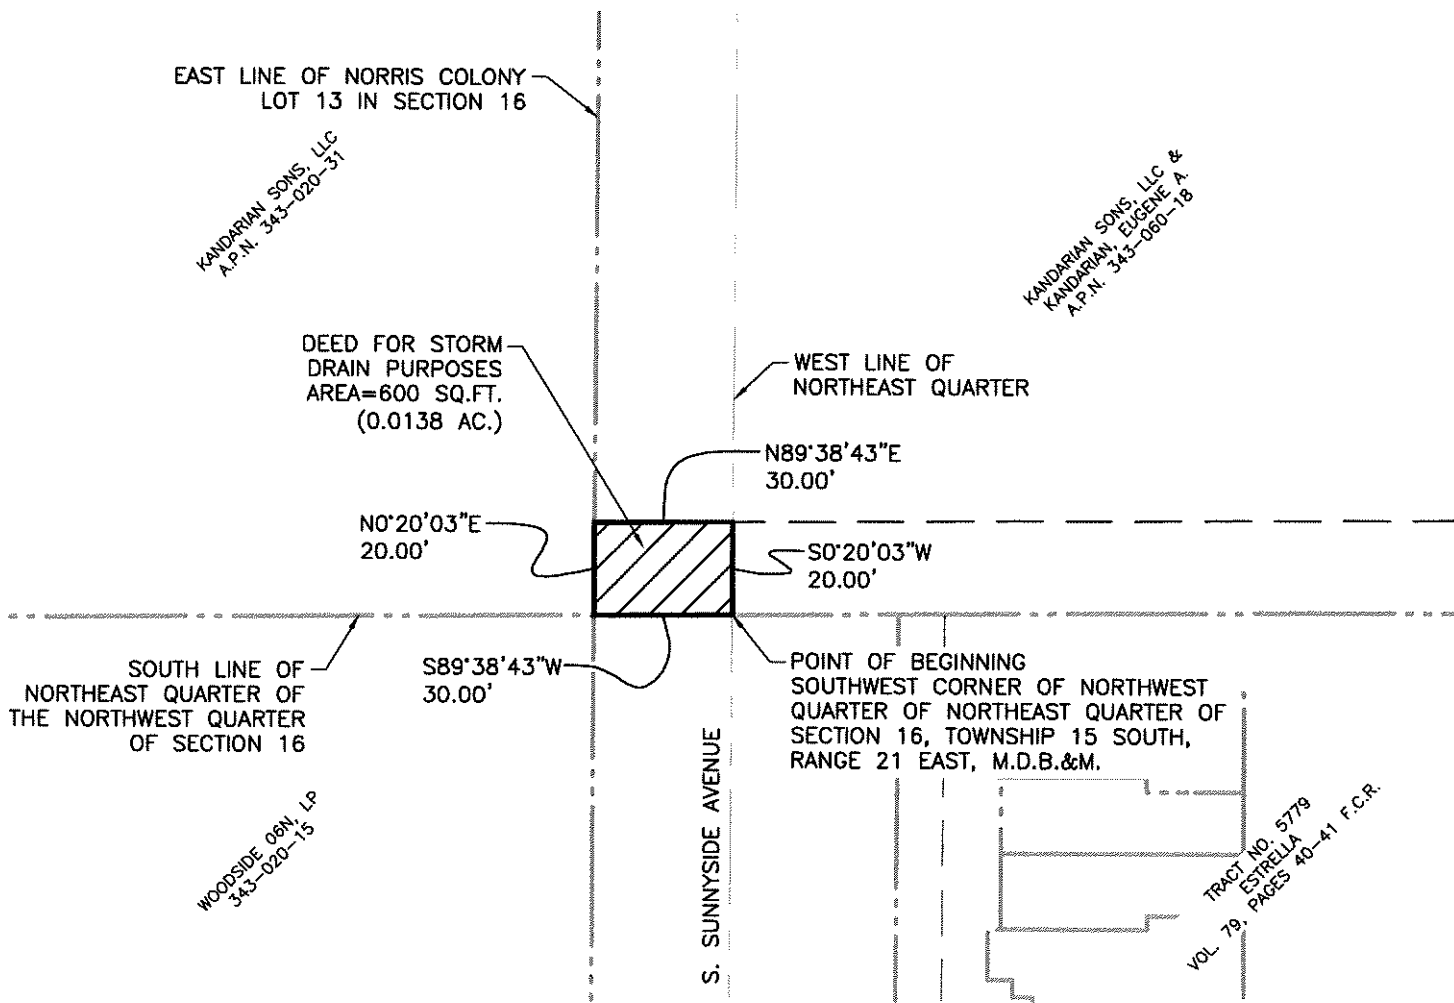 EAST LINE OF NORRIS COLONY
LOT 13 IN SECTION 16
KANDARIAN SONS, LLC
A.P.N. 343-020-31
KANDARIAN SONS, LLC &
KANDARIAN, EUGENE A.
A.P.N. 343-060-18
DEED FOR STORM
DRAIN PURPOSES
AREA=600 SQ.FT.
(0.0138 AC.)
WEST LINE OF
NORTHEAST QUARTER
N89°38'43"E
30.00'
N0°20'03"E
20.00'
S0°20'03"W
20.00'
SOUTH LINE OF
NORTHEAST QUARTER OF
THE NORTHWEST QUARTER
OF SECTION 16
S89°38'43"W
30.00'
POINT OF BEGINNING
SOUTHWEST CORNER OF NORTHWEST
QUARTER OF NORTHEAST QUARTER OF
SECTION 16, TOWNSHIP 15 SOUTH,
RANGE 21 EAST, M.D.B.&M.
S. SUNNYSIDE AVENUE
WOODSIDE 06N, LP
343-020-15
TRACT NO. 5779
ESTRELLA
VOL. 79, PAGES 40-41 F.C.R.